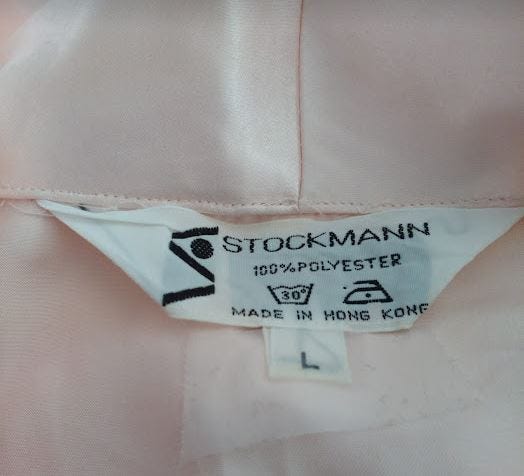 STOCKMANN
100% POLYESTER
30°
MADE IN HONG KONG
L